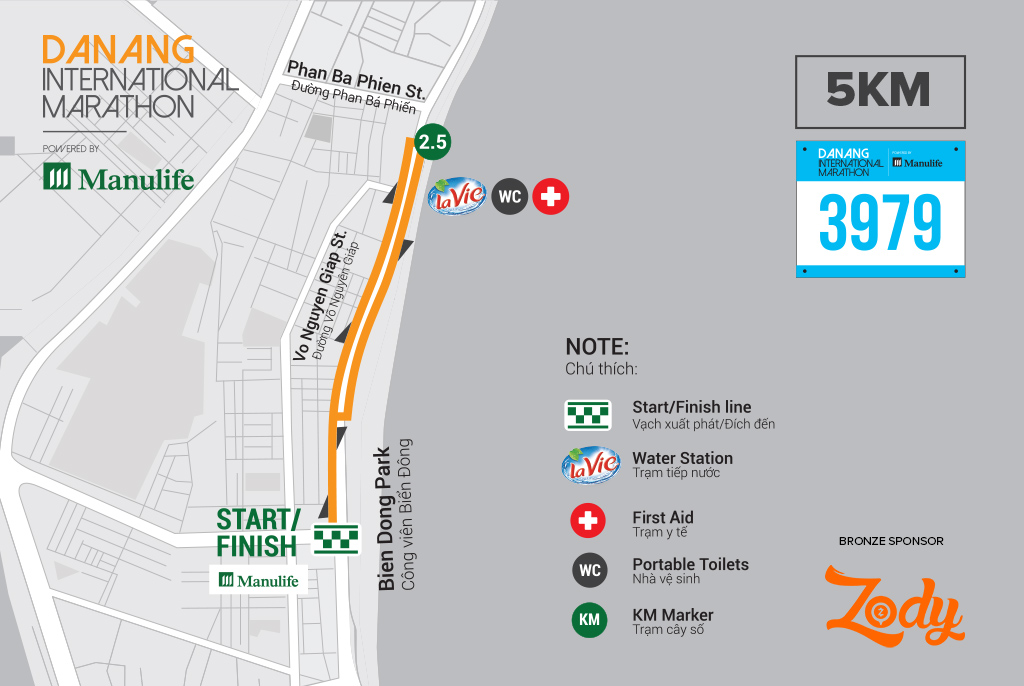 DANANG
INTERNATIONAL
MARATHON
POWERED BY
Manulife
Phan Ba Phien St.
Đường Phan Bá Phiến
2.5
laVie
WC
Vo Nguyen Giap St.
Đường Võ Nguyên Giáp
Bien Dong Park
Công viên Biển Đông
START/
FINISH
Manulife
5KM
DANANG
INTERNATIONAL
MARATHON
POWERED BY
Manulife
3979
NOTE:
Chú thích:
Start/Finish line
Vạch xuất phát/Đích đến
laVie
Water Station
Trạm tiếp nước
First Aid
Trạm y tế
WC
Portable Toilets
Nhà vệ sinh
KM
KM Marker
Trạm cây số
BRONZE SPONSOR
Zody